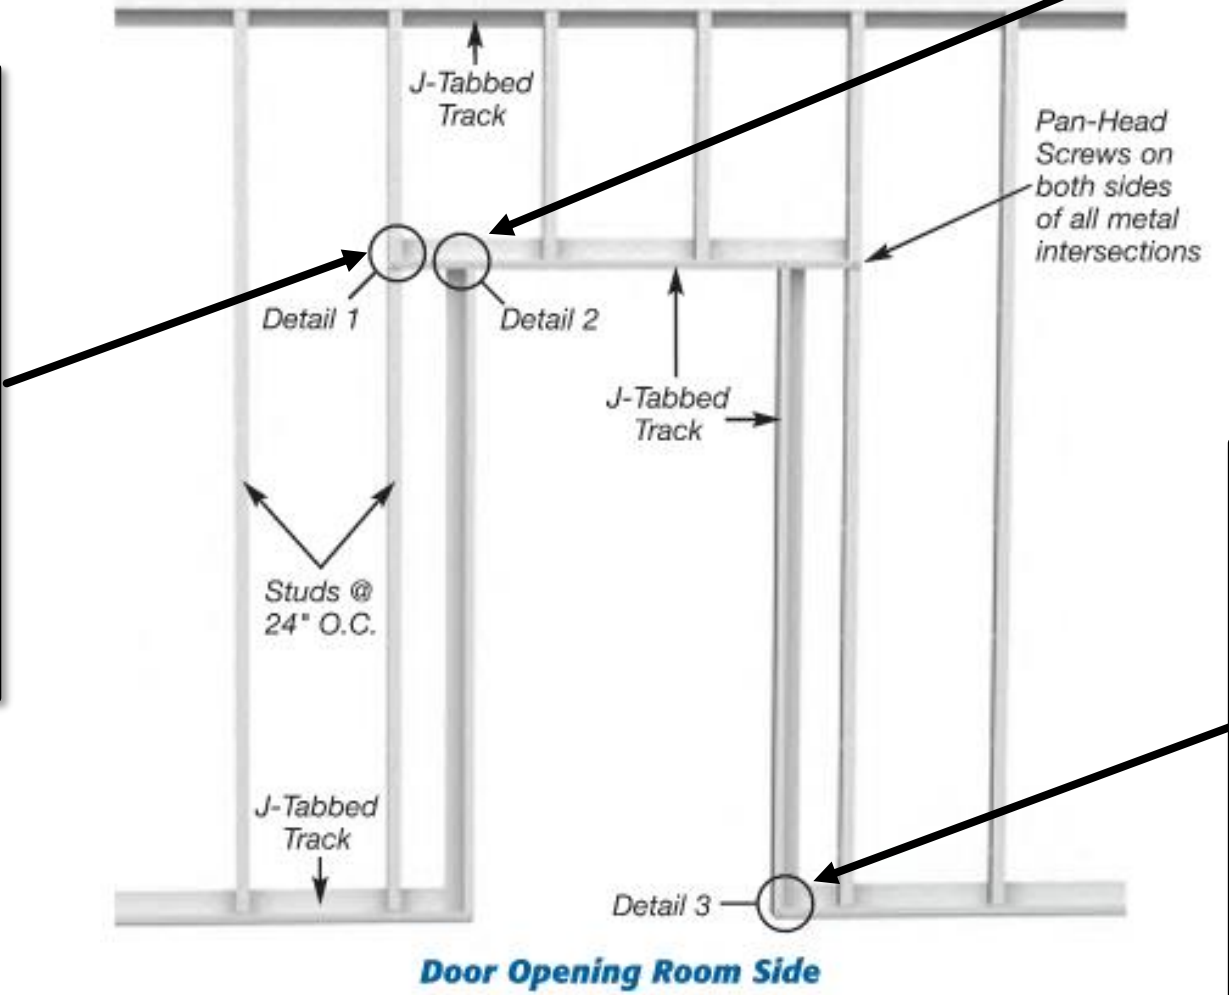 J-Tabbed
Track
Pan-Head
Screws on
both sides
of all metal
intersections
Detail 1
Detail 2
J-Tabbed
Track
Studs @
24" O.C.
J-Tabbed
Track
Detail 3
Door Opening Room Side